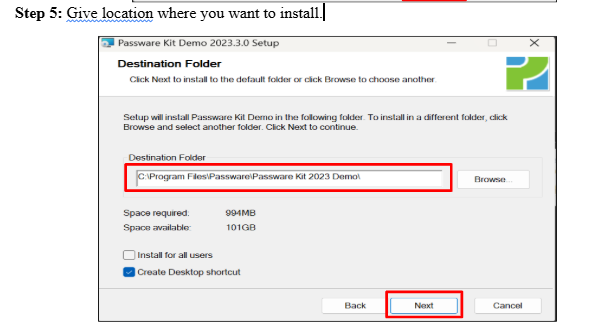 Step 5: Give location where you want to install.
Passware Kit Demo 2023.3.0 Setup
Destination Folder
Click Next to install to the default folder or click Browse to choose another.
Setup will install Passware Kit Demo in the following folder. To install in a different folder, click
Browse and select another folder. Click Next to continue.
Destination Folder
C:\Program Files\Passware\Passware Kit 2023 Demo\
Browse...
Space required: 994MB
Space available: 101GB
Install for all users
Create Desktop shortcut
Back Next Cancel